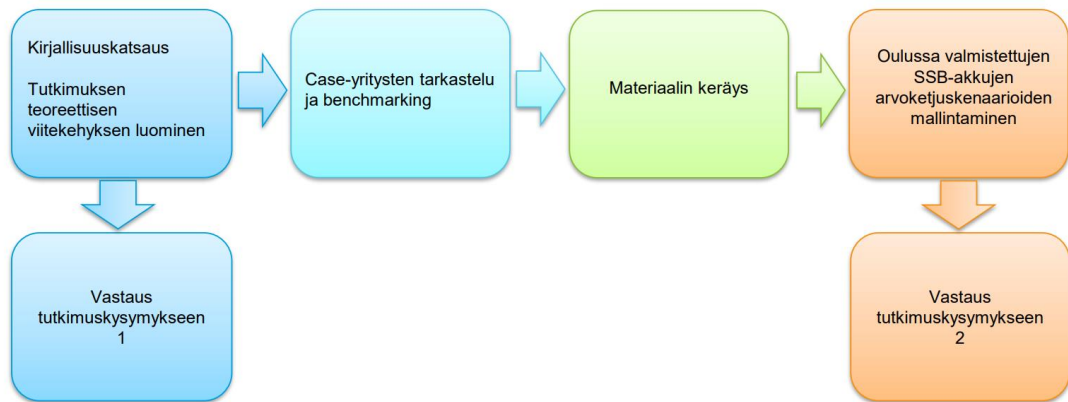 Kirjallisuuskatsaus
Tutkimuksen
teoreettisen
viitekehyksen luominen
Case-yritysten tarkastelu
ja benchmarking
Materiaalin keräys
Oulussa valmistettujen
SSB-akkujen
arvoketjuskenaarioiden
mallintaminen
Vastaus
tutkimuskysymykseen
1
Vastaus
tutkimuskysymykseen
2